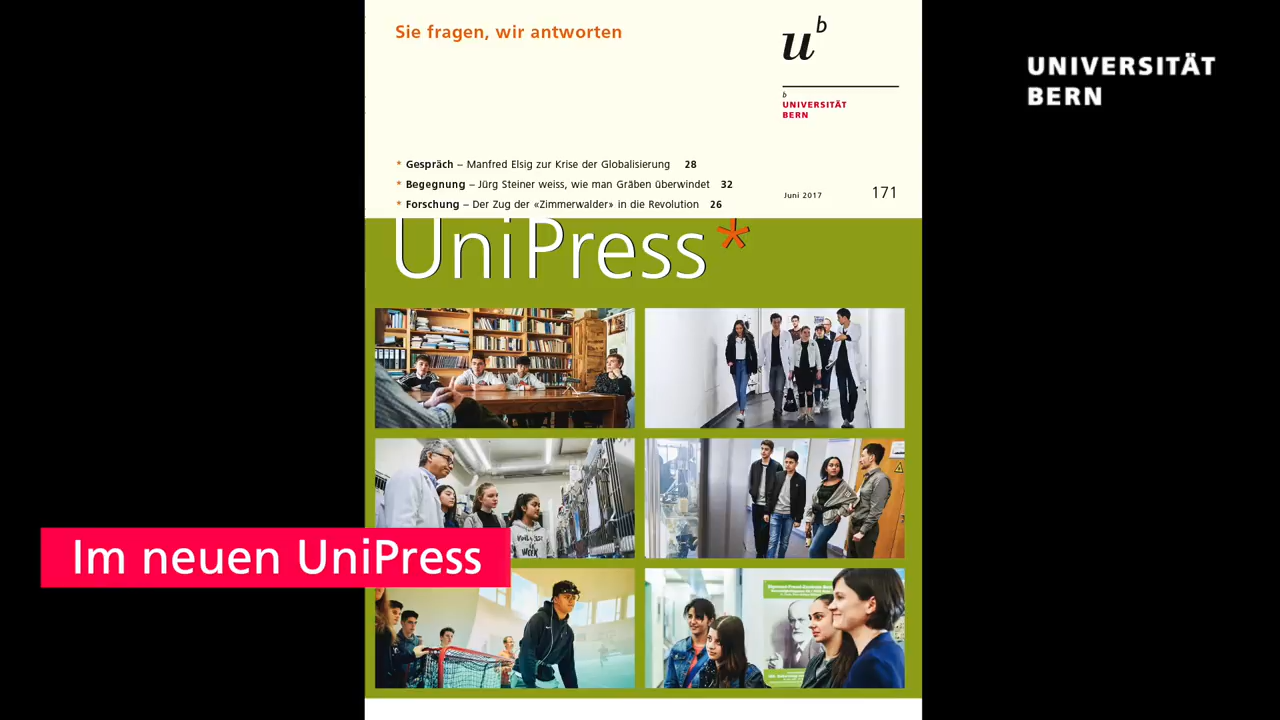 Sie fragen, wir antworten
u b
b
UNIVERSITÄT
BERN
* Gespräch – Manfred Elsig zur Krise der Globalisierung 28
* Begegnung – Jürg Steiner weiss, wie man Gräben überwindet 32
* Forschung – Der Zug der «Zimmerwalder» in die Revolution 26
Juni 2017 171
UniPress*
Im neuen UniPress
UNIVERSITÄT
BERN